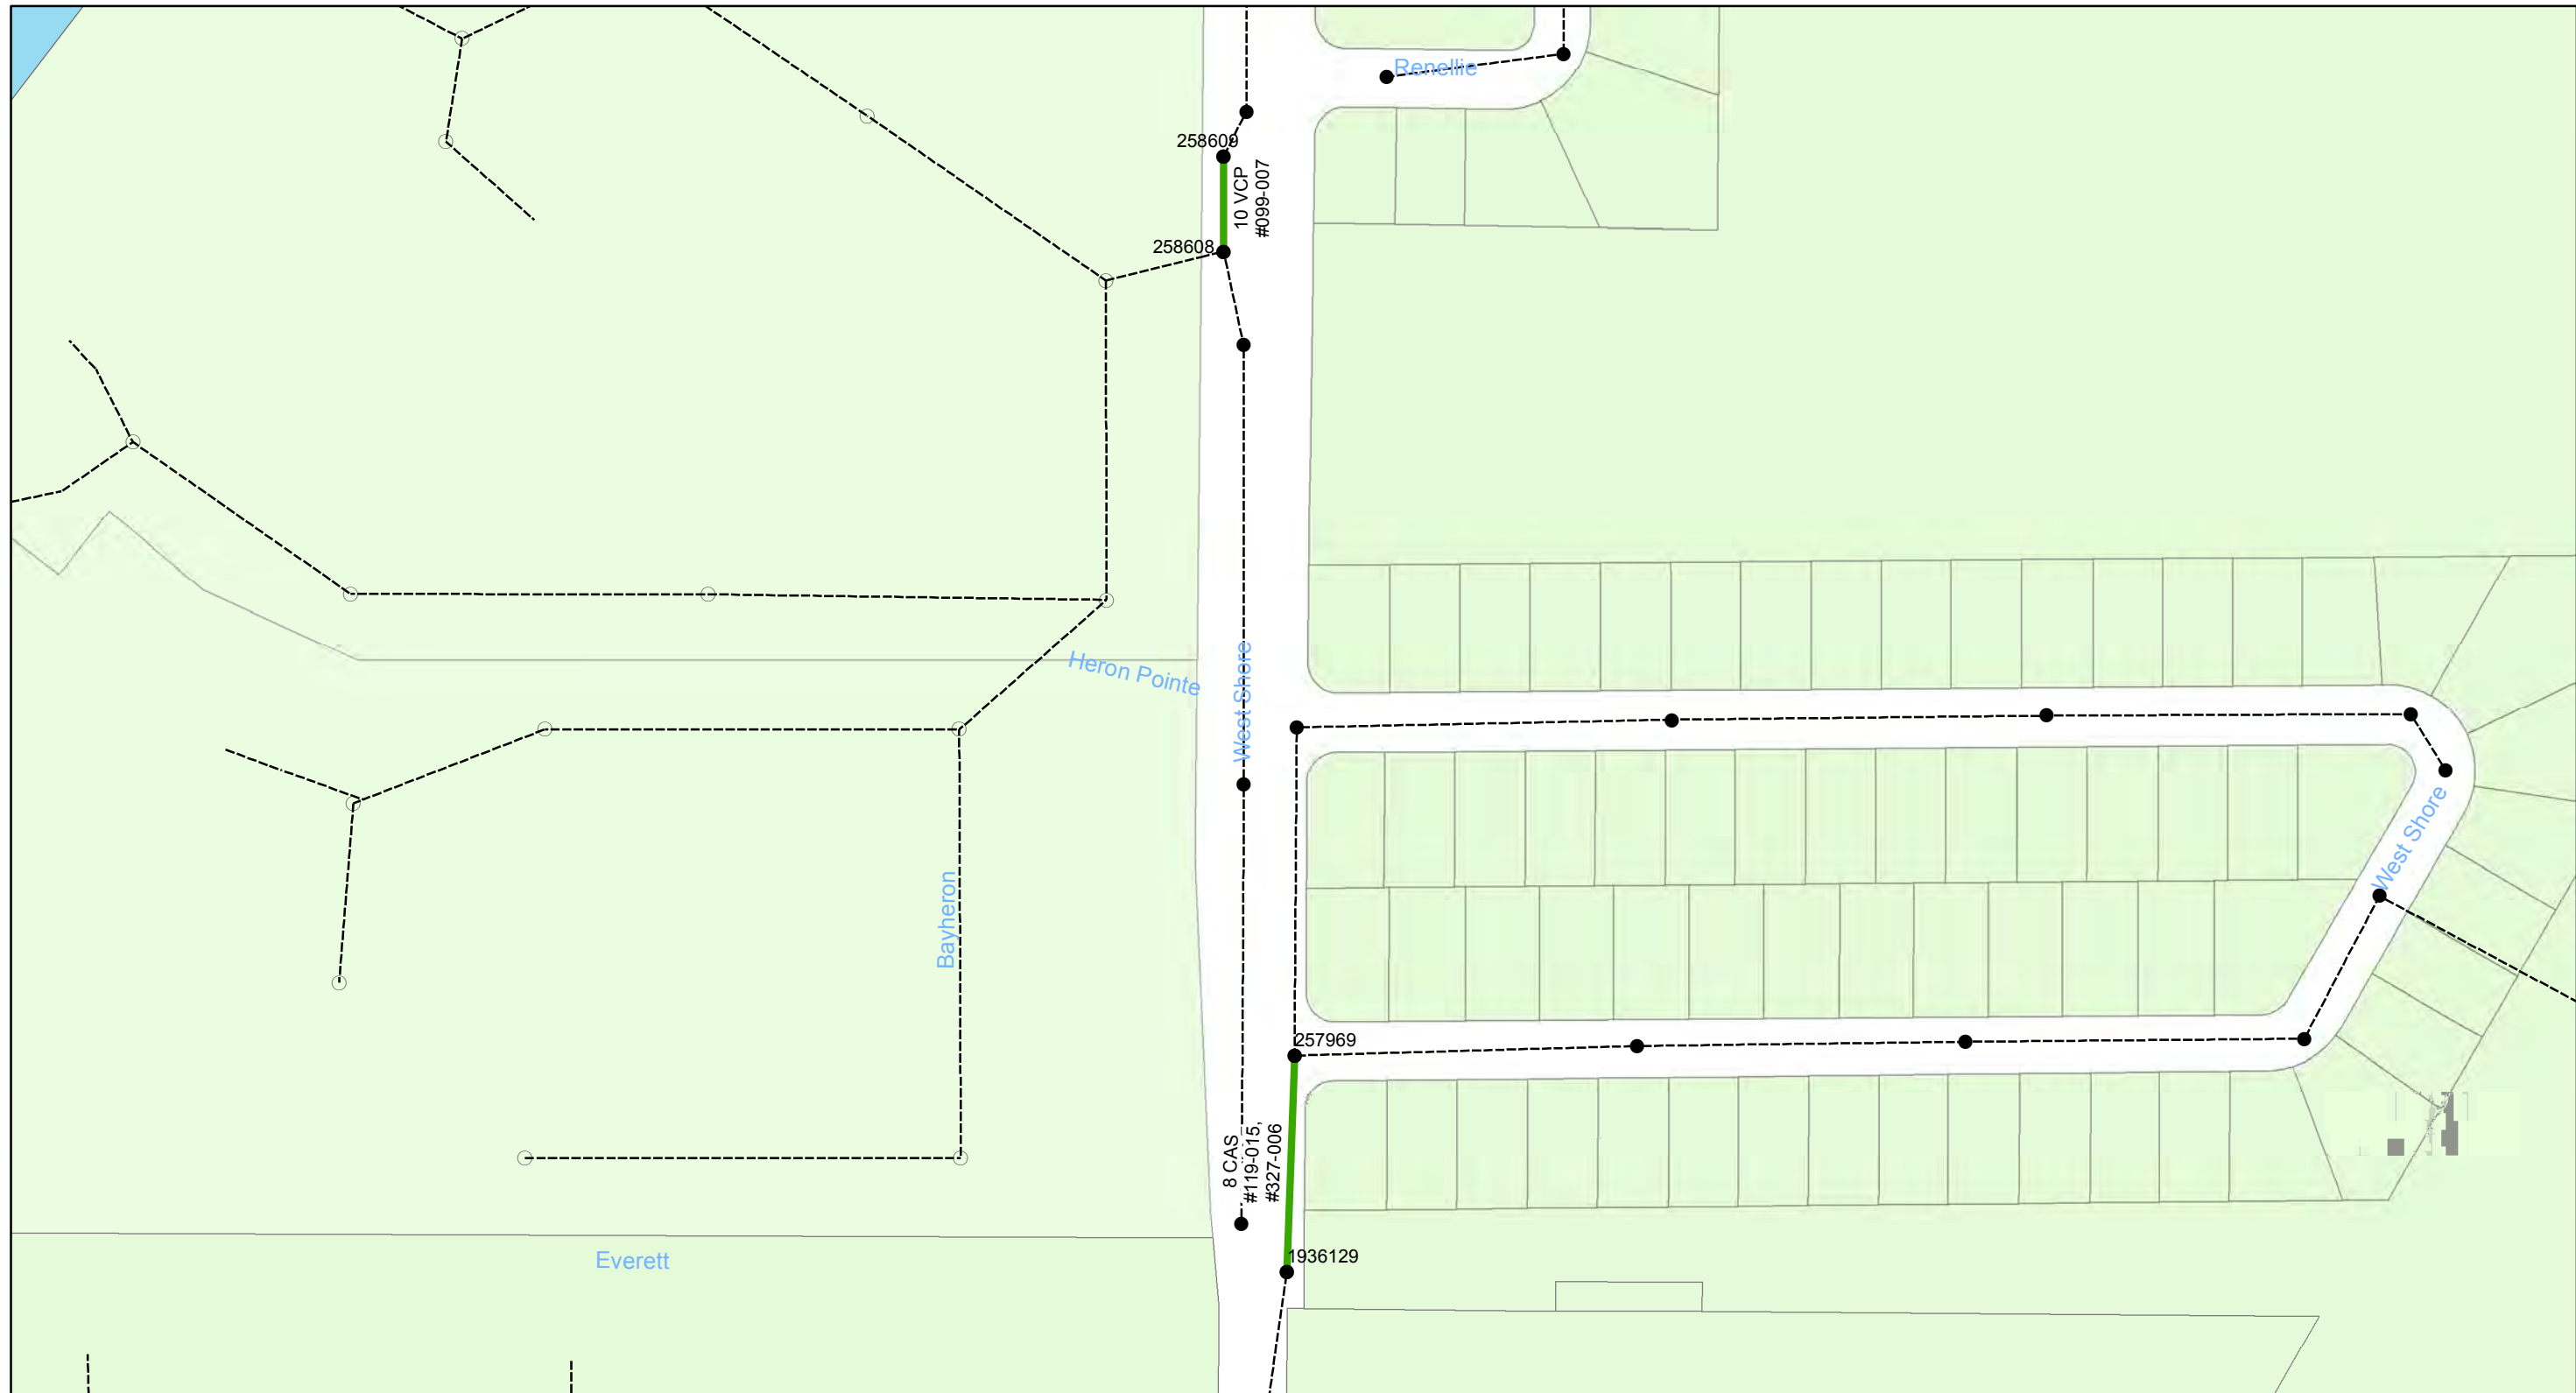 Renellie
258609
10 VCP
#099-007
258608
Heron Pointe
West Shore
West Shore
Bayheron
257969
8 CAS
#119-015,
#327-006
1936129
Everett